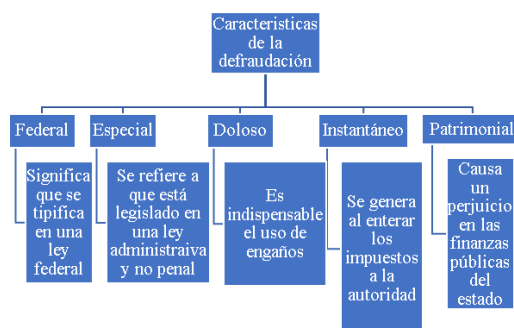 Caracteristicas
de la
defraudación
Federal
Especial
Doloso
Instantáneo
Patrimonial
Significa
que se
tipifica
en una
ley
federal
Se refiere
a que está
legislado en
una ley
administraiva
y no penal
Es
indispensable
el uso de
engaños
Se genera
al enterar
los
impuestos
a la
autoridad
Causa
un
perjuicio
en las
finanzas
públicas
del
estado